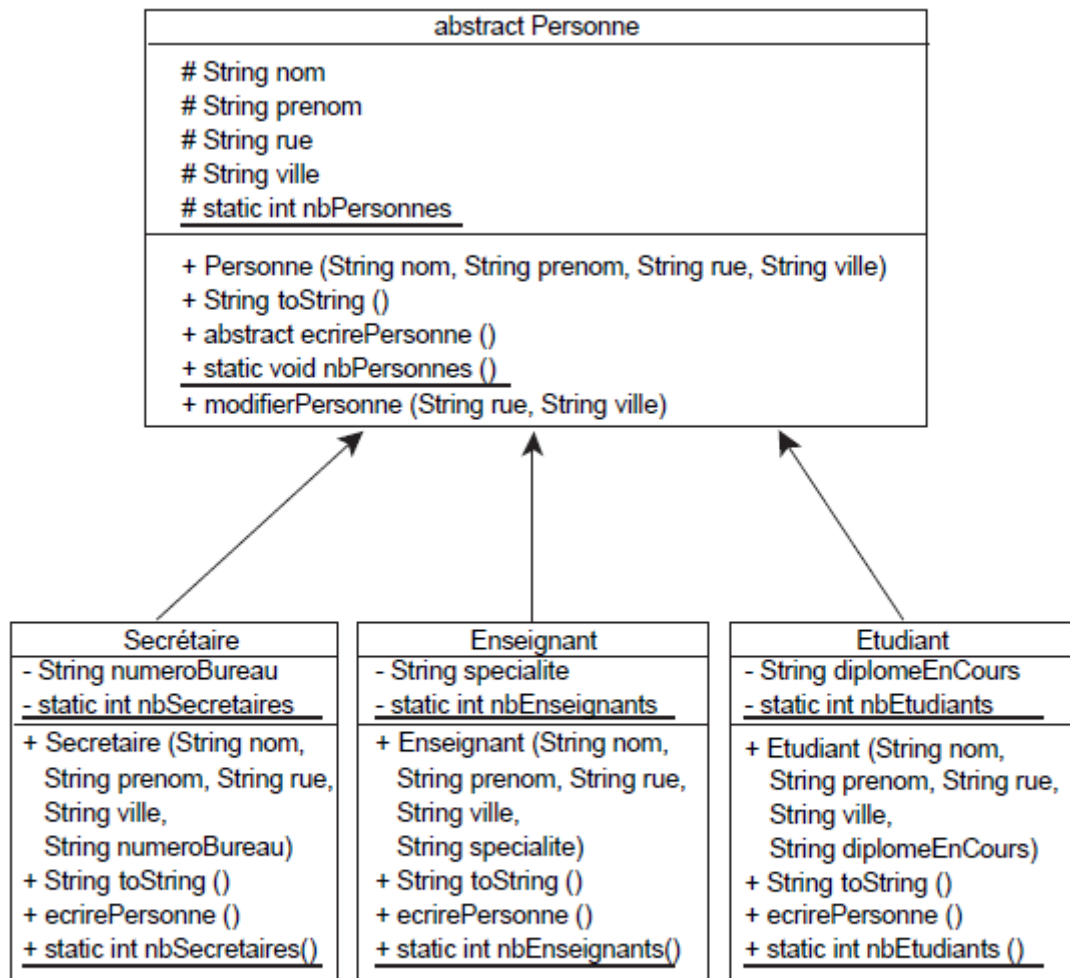 abstract Personne
# String nom
# String prenom
# String rue
# String ville
# static int nbPersonnes
+ Personne (String nom, String prenom, String rue, String ville)
+ String toString ()
+ abstract ecrirePersonne ()
+ static void nbPersonnes ()
+ modifierPersonne (String rue, String ville)
Secrétaire
- String numeroBureau
- static int nbSecretaires
+ Secretaire (String nom,
String prenom, String rue,
String ville,
String numeroBureau)
+ String toString ()
+ ecrirePersonne ()
+ static int nbSecretaires()
Enseignant
- String specialite
- static int nbEnseignants
+ Enseignant (String nom,
String prenom, String rue,
String ville,
String specialite)
+ String toString ()
+ ecrirePersonne ()
+ static int nbEnseignants()
Etudiant
- String diplomeEnCours
- static int nbEtudiants
+ Etudiant (String nom,
String prenom, String rue,
String ville,
String diplomeEnCours)
+ String toString ()
+ ecrirePersonne ()
+ static int nbEtudiants ()